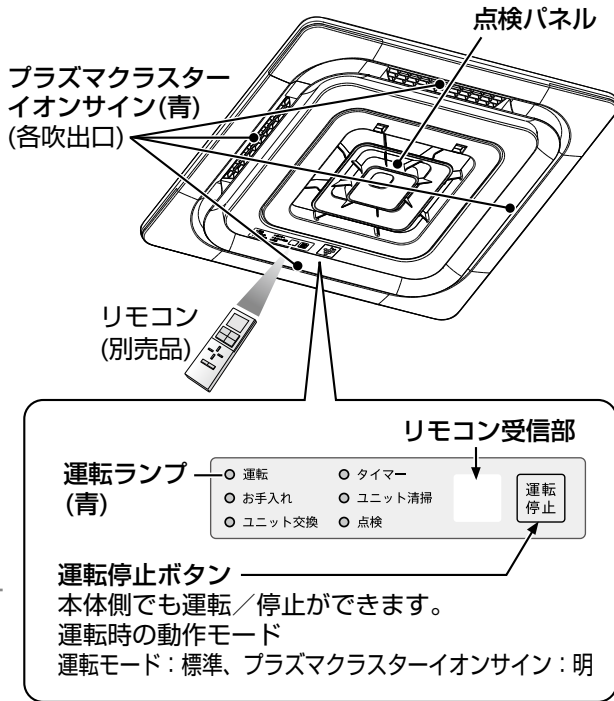 点検パネル
プラズマクラスター
イオンサイン(青)
(各吹出口)
リモコン
(別売品)
リモコン受信部
運転ランプ
(青)
運転
タイマー
お手入れ
ユニット清掃
ユニット交換
点検
運転
停止
運転停止ボタン
本体側でも運転／停止ができます。
運転時の動作モード
運転モード：標準、プラズマクラスターイオンサイン：明